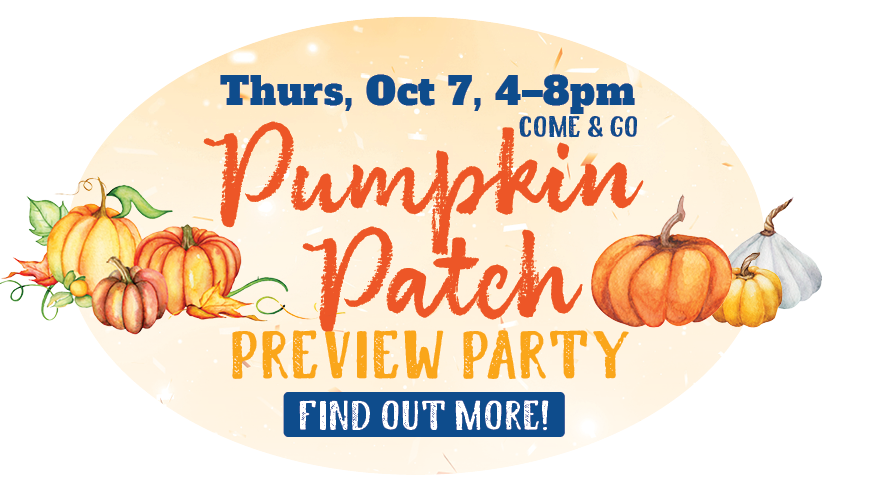 Thurs, Oct 7, 4–8pm
COME & GO
Pumpkin
Patch
PREVIEW PARTY
FIND OUT MORE!